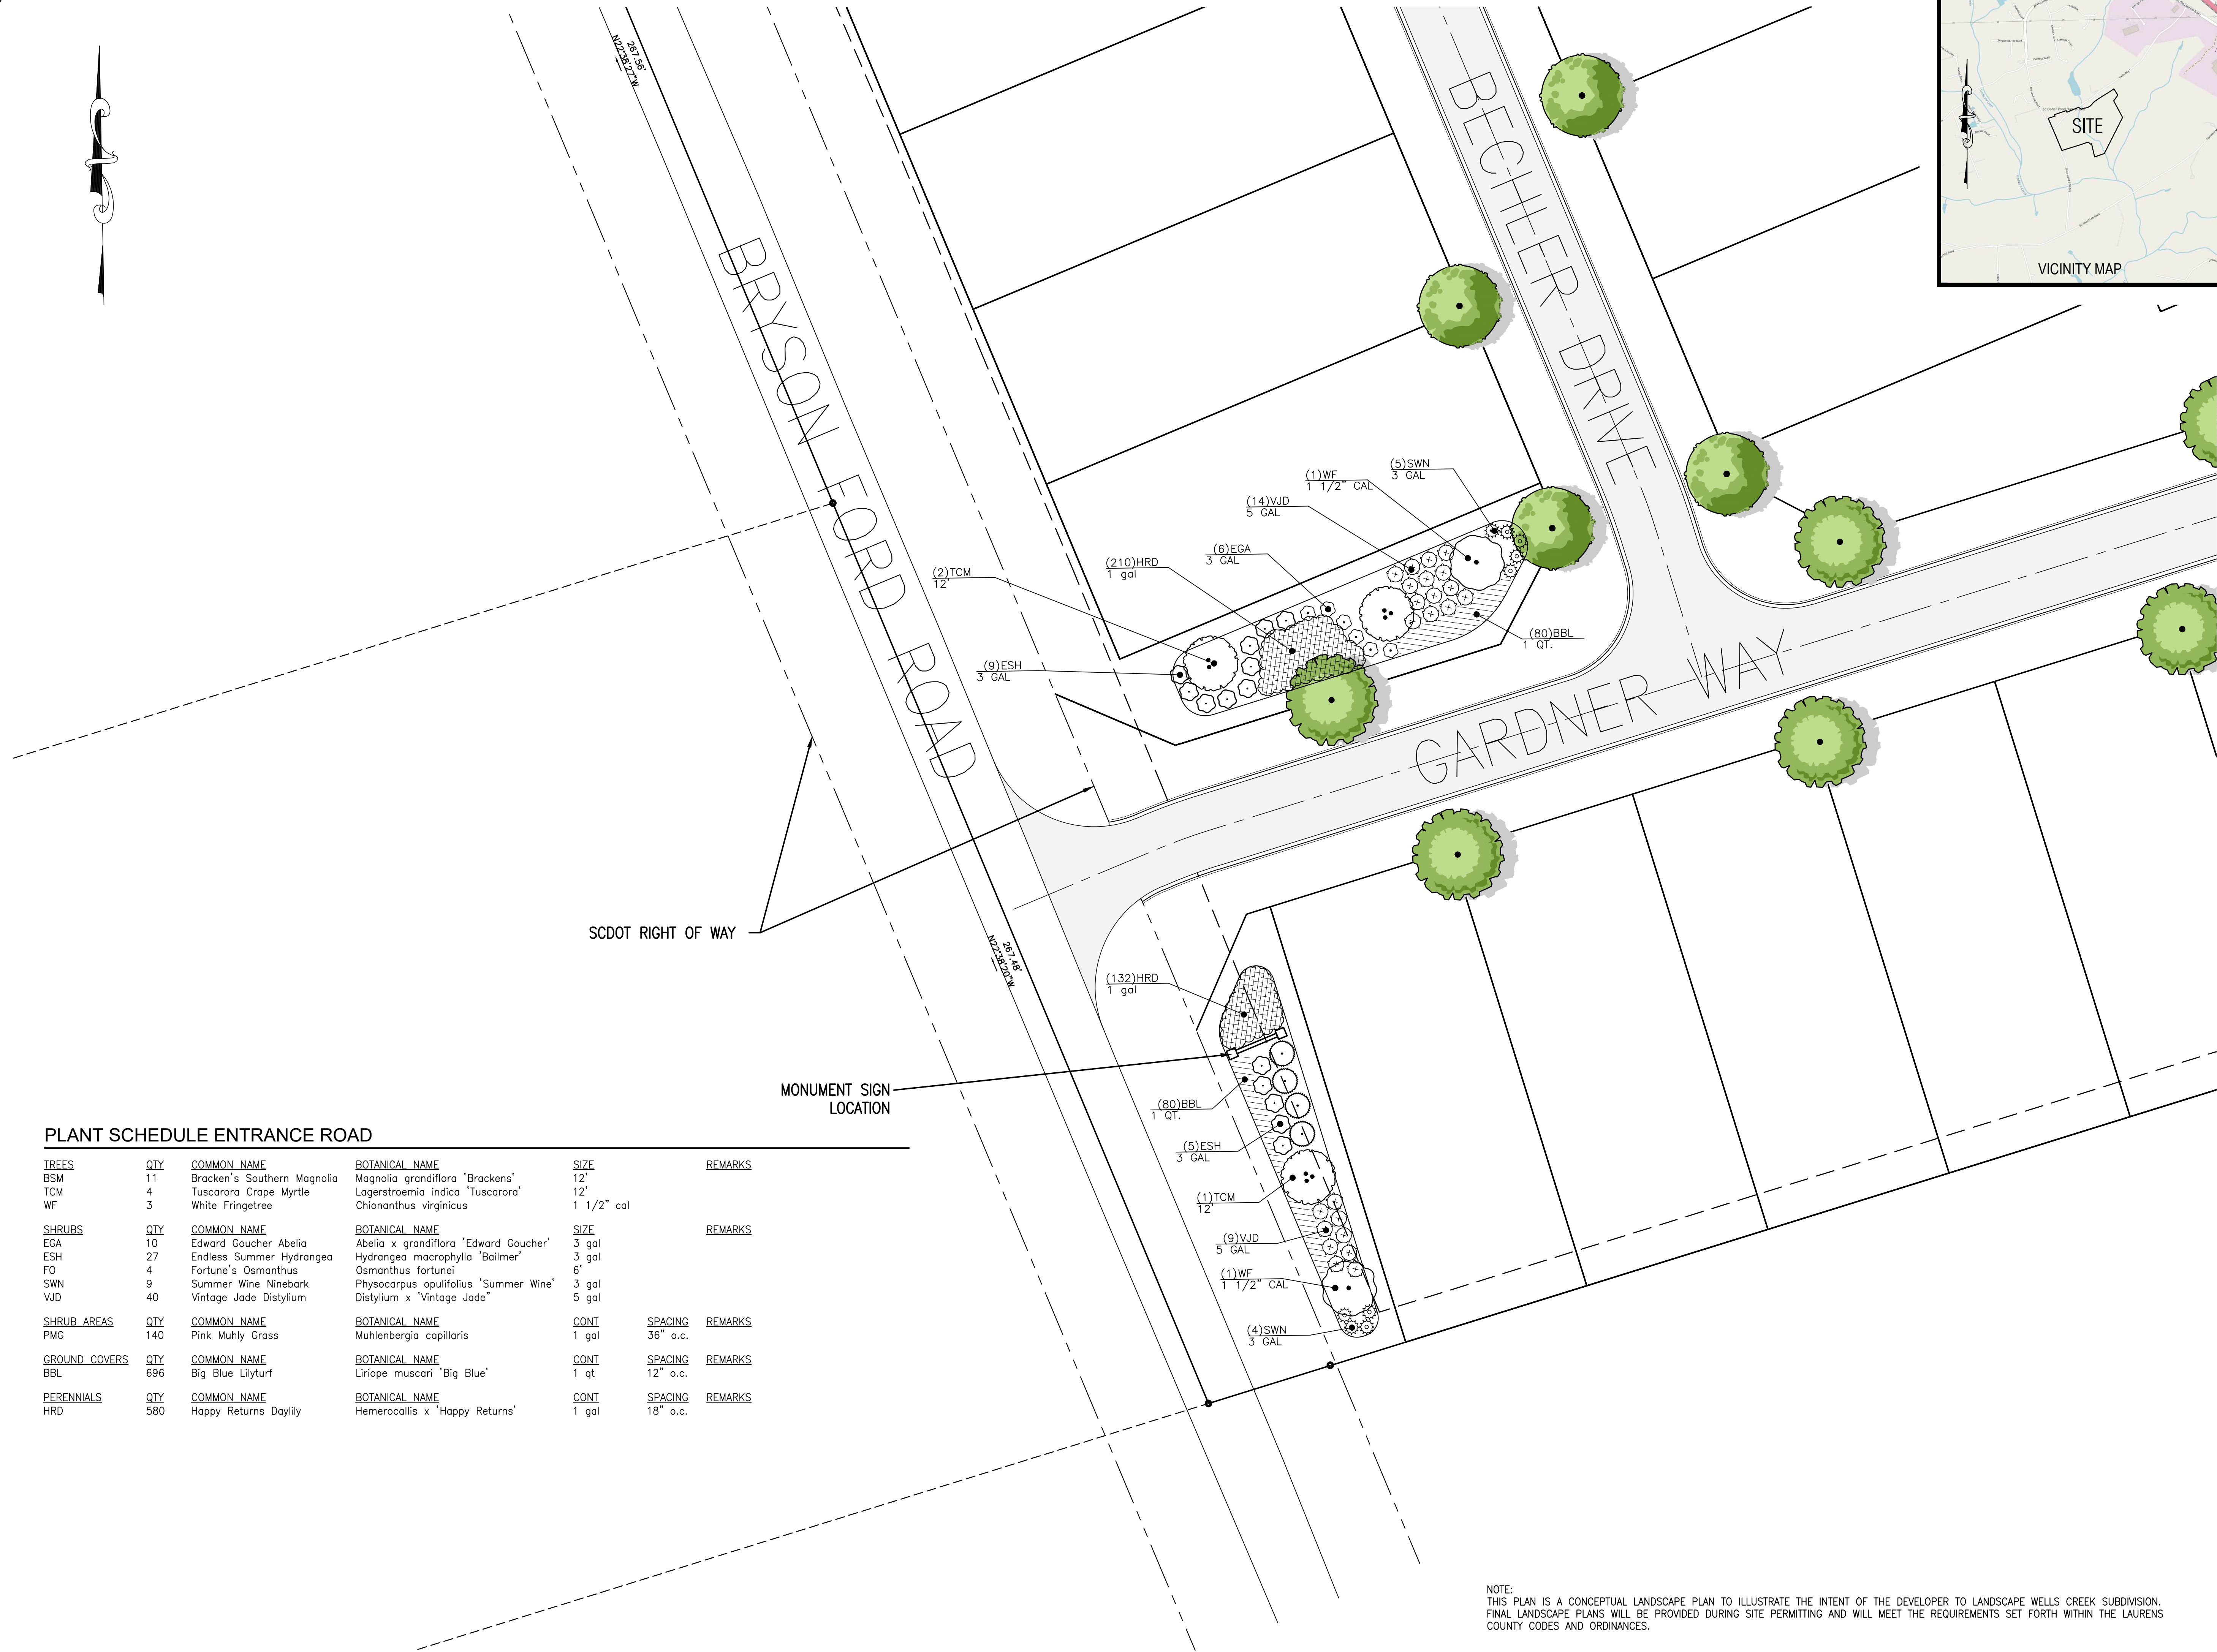 267.56'
N22°38'27"W
BRYSON FORD ROAD
BECHLER DRIVE
SITE
VICINITY MAP
(5)SWN
3 GAL
(1)WF
1 1/2" CAL
(14)VJD
5 GAL
(6)EGA
3 GAL
(210)HRD
1 gal
(2)TCM
12'
(9)ESH
3 GAL
(80)BBL
1 QT.
GARDNER WAY
SCDOT RIGHT OF WAY
267.48'
N22°38'20"W
(132)HRD
1 gal
MONUMENT SIGN
LOCATION
(80)BBL
1 QT.
(5)ESH
3 GAL
(1)TCM
12'
(9)VJD
5 GAL
(1)WF
1 1/2" CAL
(4)SWN
3 GAL
PLANT SCHEDULE ENTRANCE ROAD
TREES QTY COMMON NAME BOTANICAL NAME SIZE REMARKS
BSM 11 Bracken's Southern Magnolia Magnolia grandiflora 'Brackens' 12'
TCM 4 Tuscarora Crape Myrtle Lagerstroemia indica 'Tuscarora' 12'
WF 3 White Fringetree Chionanthus virginicus 1 1/2" cal
SHRUBS QTY COMMON NAME BOTANICAL NAME SIZE REMARKS
EGA 10 Edward Goucher Abelia Abelia x grandiflora 'Edward Goucher' 3 gal
ESH 27 Endless Summer Hydrangea Hydrangea macrophylla 'Bailmer' 3 gal
FO 4 Fortune's Osmanthus Osmanthus fortunei 6'
SWN 9 Summer Wine Ninebark Physocarpus opulifolius 'Summer Wine' 3 gal
VJD 40 Vintage Jade Distylium Distylium x 'Vintage Jade" 5 gal
SHRUB AREAS QTY COMMON NAME BOTANICAL NAME CONT SPACING REMARKS
PMG 140 Pink Muhly Grass Muhlenbergia capillaris 1 gal 36" o.c.
GROUND COVERS QTY COMMON NAME BOTANICAL NAME CONT SPACING REMARKS
BBL 696 Big Blue Lilyturf Liriope muscari 'Big Blue' 1 qt 12" o.c.
PERENNIALS QTY COMMON NAME BOTANICAL NAME CONT SPACING REMARKS
HRD 580 Happy Returns Daylily Hemerocallis x 'Happy Returns' 1 gal 18" o.c.
NOTE:
THIS PLAN IS A CONCEPTUAL LANDSCAPE PLAN TO ILLUSTRATE THE INTENT OF THE DEVELOPER TO LANDSCAPE WELLS CREEK SUBDIVISION.
FINAL LANDSCAPE PLANS WILL BE PROVIDED DURING SITE PERMITTING AND WILL MEET THE REQUIREMENTS SET FORTH WITHIN THE LAURENS
COUNTY CODES AND ORDINANCES.